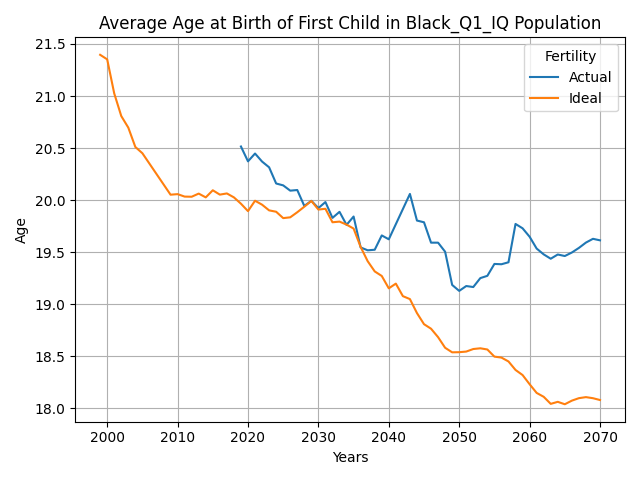 Average Age at Birth of First Child in Black_Q1_IQ Population
21.5
21.0
20.5
20.0
19.5
19.0
18.5
18.0
Age
Fertility
Actual
Ideal
2000 2010 2020 2030 2040 2050 2060 2070
Years